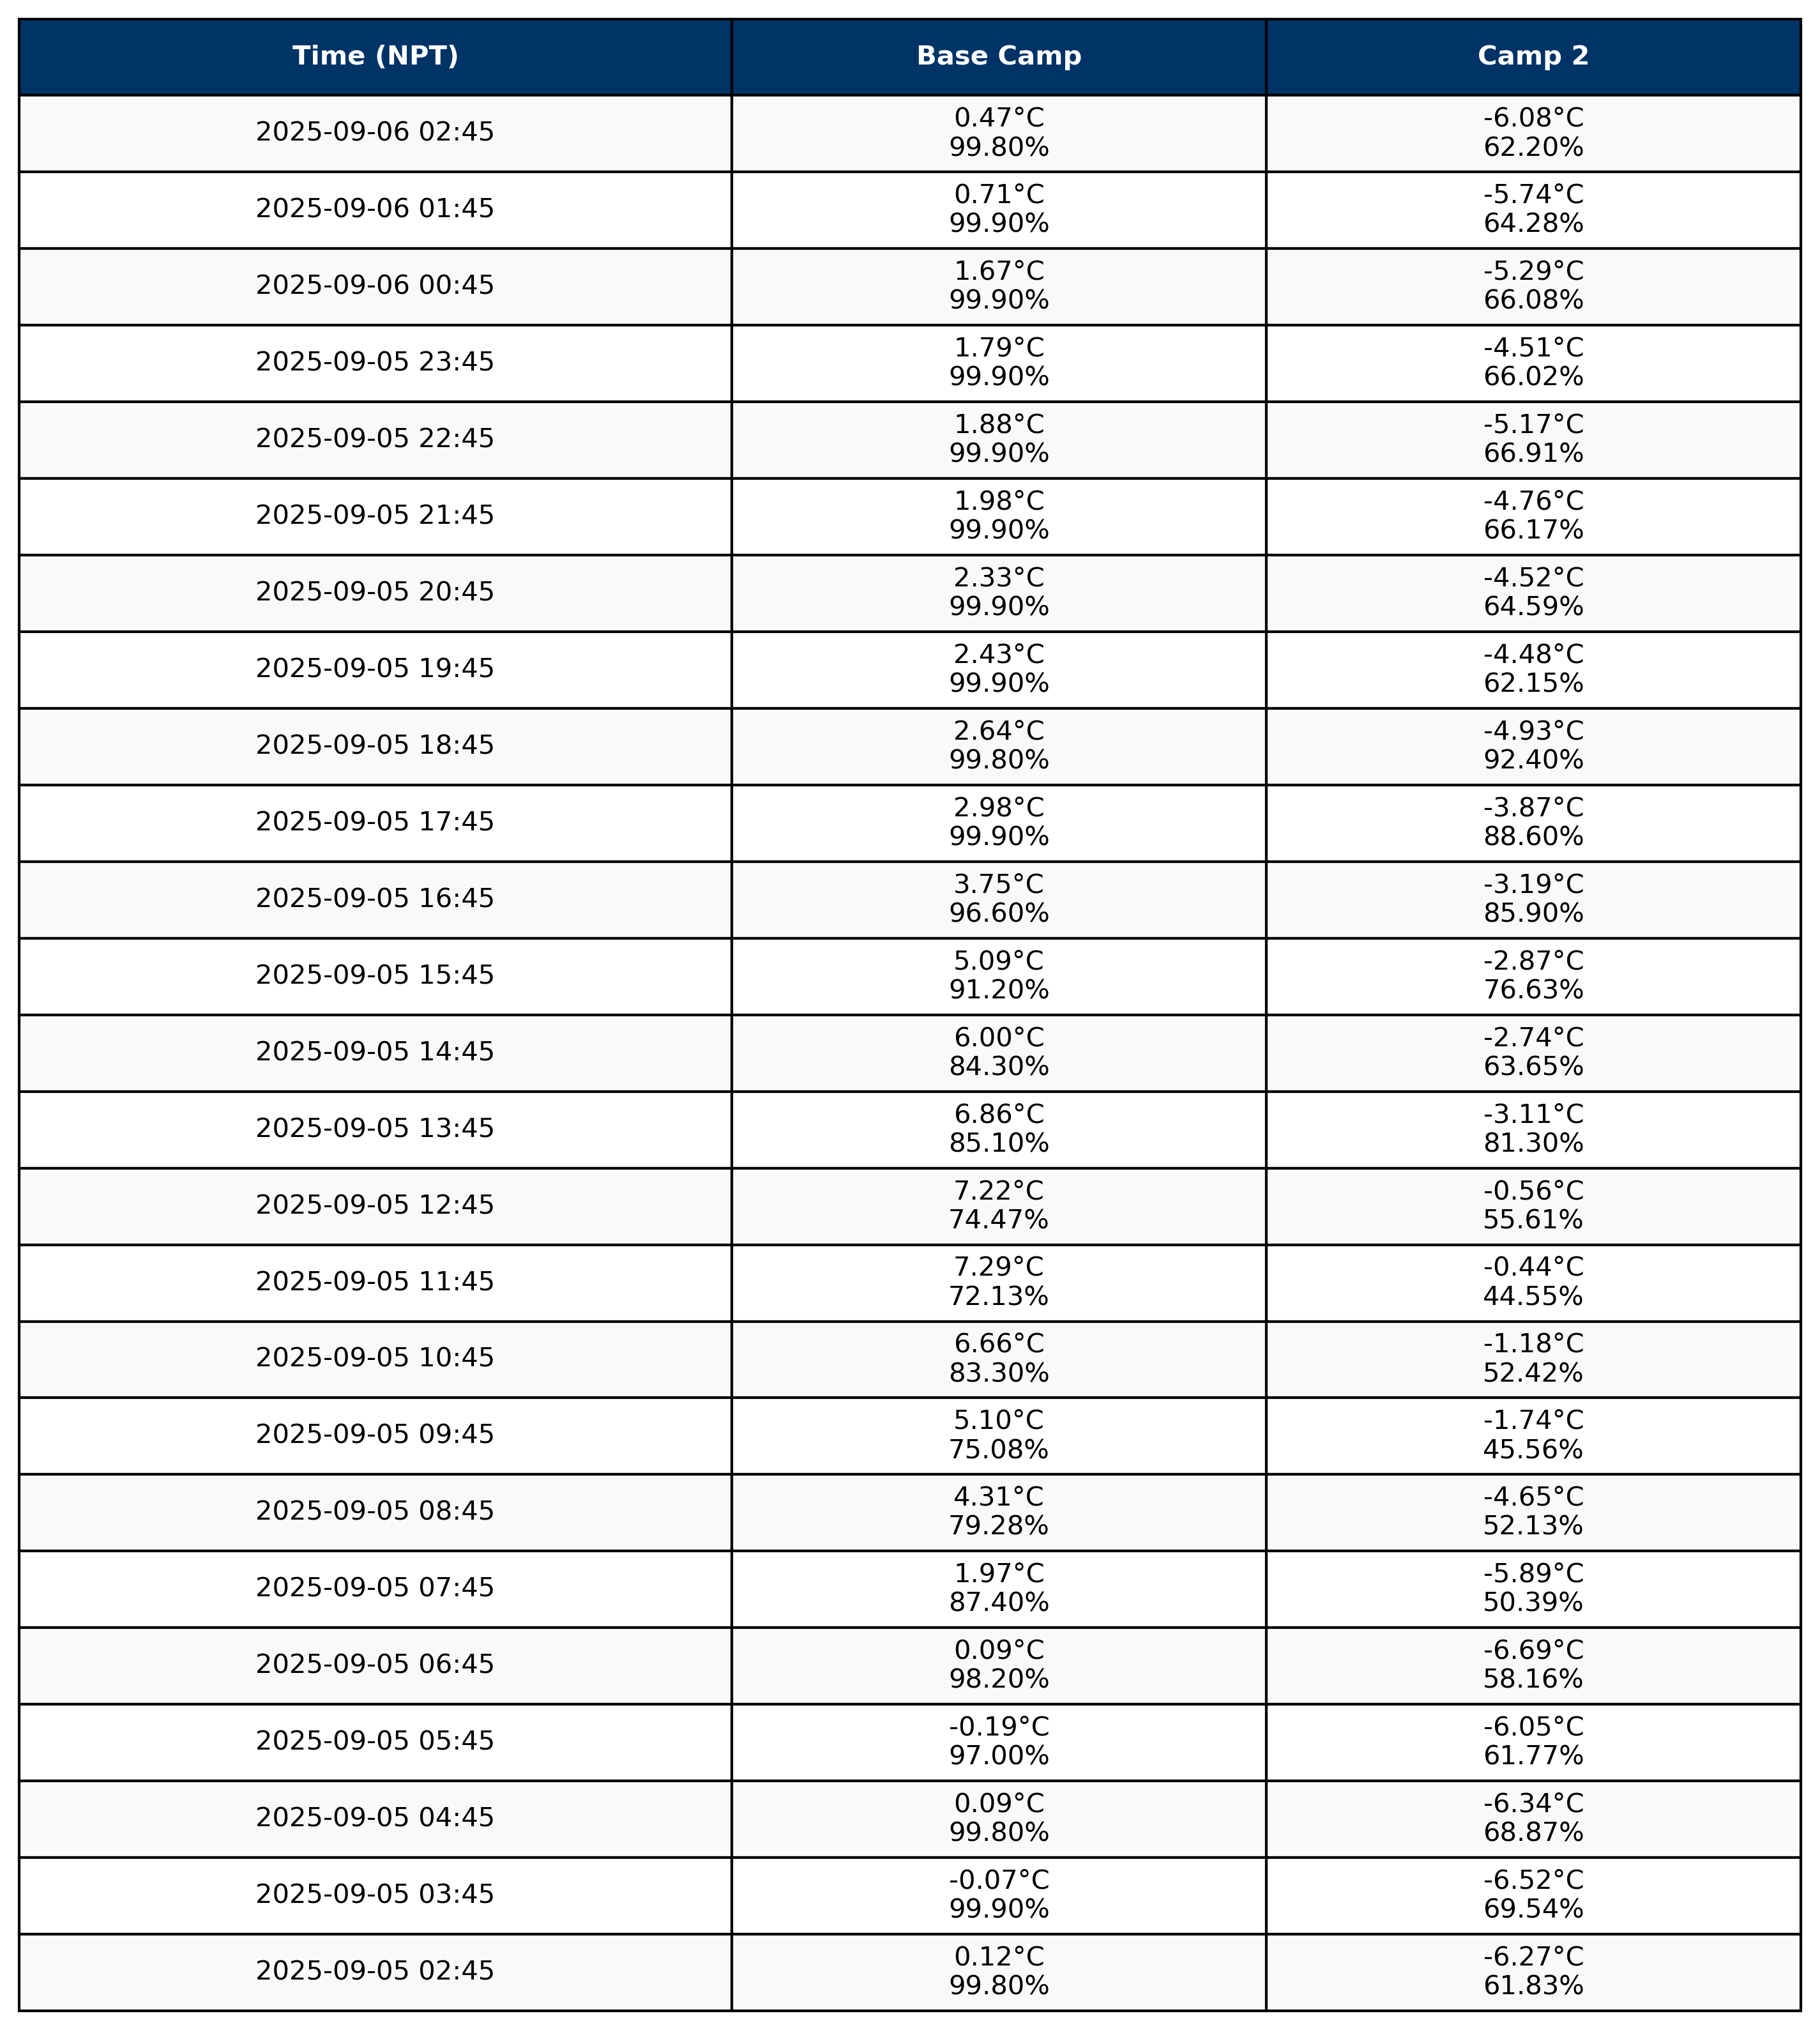 Time (NPT) Base Camp Camp 2
2025-09-06 02:45 0.47°C -6.08°C
99.80% 62.20%
2025-09-06 01:45 0.71°C -5.74°C
99.90% 64.28%
2025-09-06 00:45 1.67°C -5.29°C
99.90% 66.08%
2025-09-05 23:45 1.79°C -4.51°C
99.90% 66.02%
2025-09-05 22:45 1.88°C -5.17°C
99.90% 66.91%
2025-09-05 21:45 1.98°C -4.76°C
99.90% 66.17%
2025-09-05 20:45 2.33°C -4.52°C
99.90% 64.59%
2025-09-05 19:45 2.43°C -4.48°C
99.90% 62.15%
2025-09-05 18:45 2.64°C -4.93°C
99.80% 92.40%
2025-09-05 17:45 2.98°C -3.87°C
99.90% 88.60%
2025-09-05 16:45 3.75°C -3.19°C
96.60% 85.90%
2025-09-05 15:45 5.09°C -2.87°C
91.20% 76.63%
2025-09-05 14:45 6.00°C -2.74°C
84.30% 63.65%
2025-09-05 13:45 6.86°C -3.11°C
85.10% 81.30%
2025-09-05 12:45 7.22°C -0.56°C
74.47% 55.61%
2025-09-05 11:45 7.29°C -0.44°C
72.13% 44.55%
2025-09-05 10:45 6.66°C -1.18°C
83.30% 52.42%
2025-09-05 09:45 5.10°C -1.74°C
75.08% 45.56%
2025-09-05 08:45 4.31°C -4.65°C
79.28% 52.13%
2025-09-05 07:45 1.97°C -5.89°C
87.40% 50.39%
2025-09-05 06:45 0.09°C -6.69°C
98.20% 58.16%
2025-09-05 05:45 -0.19°C -6.05°C
97.00% 61.77%
2025-09-05 04:45 0.09°C -6.34°C
99.80% 68.87%
2025-09-05 03:45 -0.07°C -6.52°C
99.90% 69.54%
2025-09-05 02:45 0.12°C -6.27°C
99.80% 61.83%